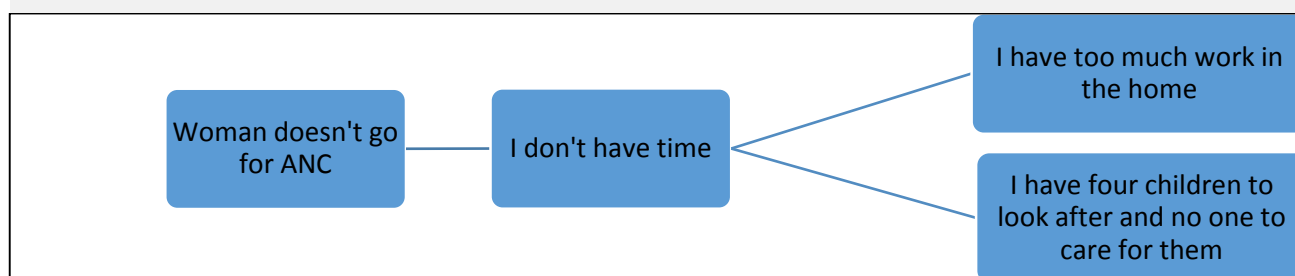 Woman doesn't go
for ANC
I don't have time
I have too much work in
the home
I have four children to
look after and no one to
care for them